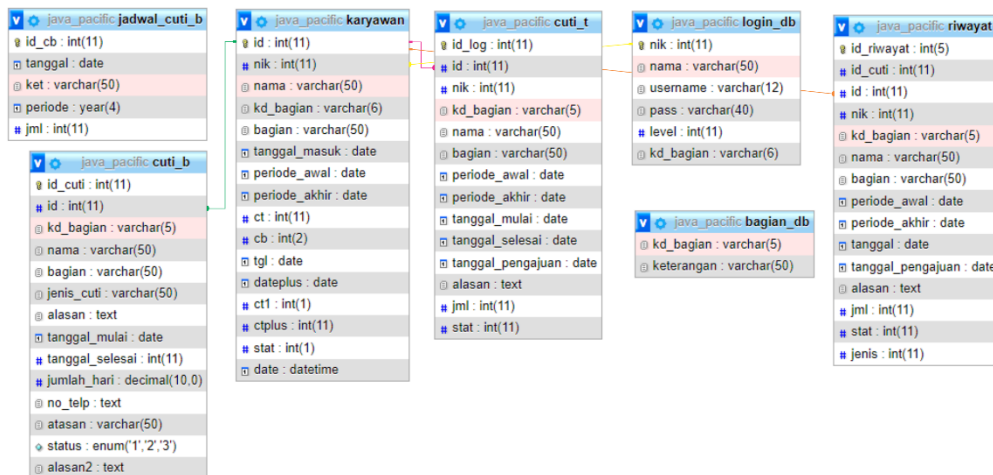 java_pacific jadwal_cuti_b
id_cb : int(11)
tanggal : date
ket : varchar(50)
periode : year(4)
jml : int(11)
java_pacific cuti_b
id_cuti : int(11)
id : int(11)
kd_bagian : varchar(5)
nama : varchar(50)
bagian : varchar(50)
jenis_cuti : varchar(50)
alasan : text
tanggal_mulai : date
tanggal_selesai : int(11)
jumlah_hari : decimal(10,0)
no_telp : text
atasan : varchar(50)
status : enum('1','2','3')
alasan2 : text
java_pacific karyawan
id : int(11)
nik : int(11)
nama : varchar(50)
kd_bagian : varchar(6)
bagian : varchar(50)
tanggal_masuk : date
periode_awal : date
periode_akhir : date
ct : int(11)
cb : int(2)
tgl : date
dateplus : date
ct1 : int(1)
ctplus : int(11)
stat : int(1)
date : datetime
java_pacific cuti_t
id_log : int(11)
id : int(11)
nik : int(11)
kd_bagian : varchar(5)
nama : varchar(50)
bagian : varchar(50)
periode_awal : date
periode_akhir : date
tanggal_mulai : date
tanggal_selesai : date
tanggal_pengajuan : date
alasan : text
jml : int(11)
stat : int(11)
java_pacific login_db
nik : int(11)
nama : varchar(50)
username : varchar(12)
pass : varchar(40)
level : int(11)
kd_bagian : varchar(6)
java_pacific bagian_db
kd_bagian : varchar(5)
keterangan : varchar(50)
java_pacific riwayat
id_riwayat : int(5)
id_cuti : int(11)
id : int(11)
nik : int(11)
kd_bagian : varchar(5)
nama : varchar(50)
bagian : varchar(50)
periode_awal : date
periode_akhir : date
tanggal : date
tanggal_pengajuan : date
alasan : text
jml : int(11)
stat : int(11)
jenis : int(11)